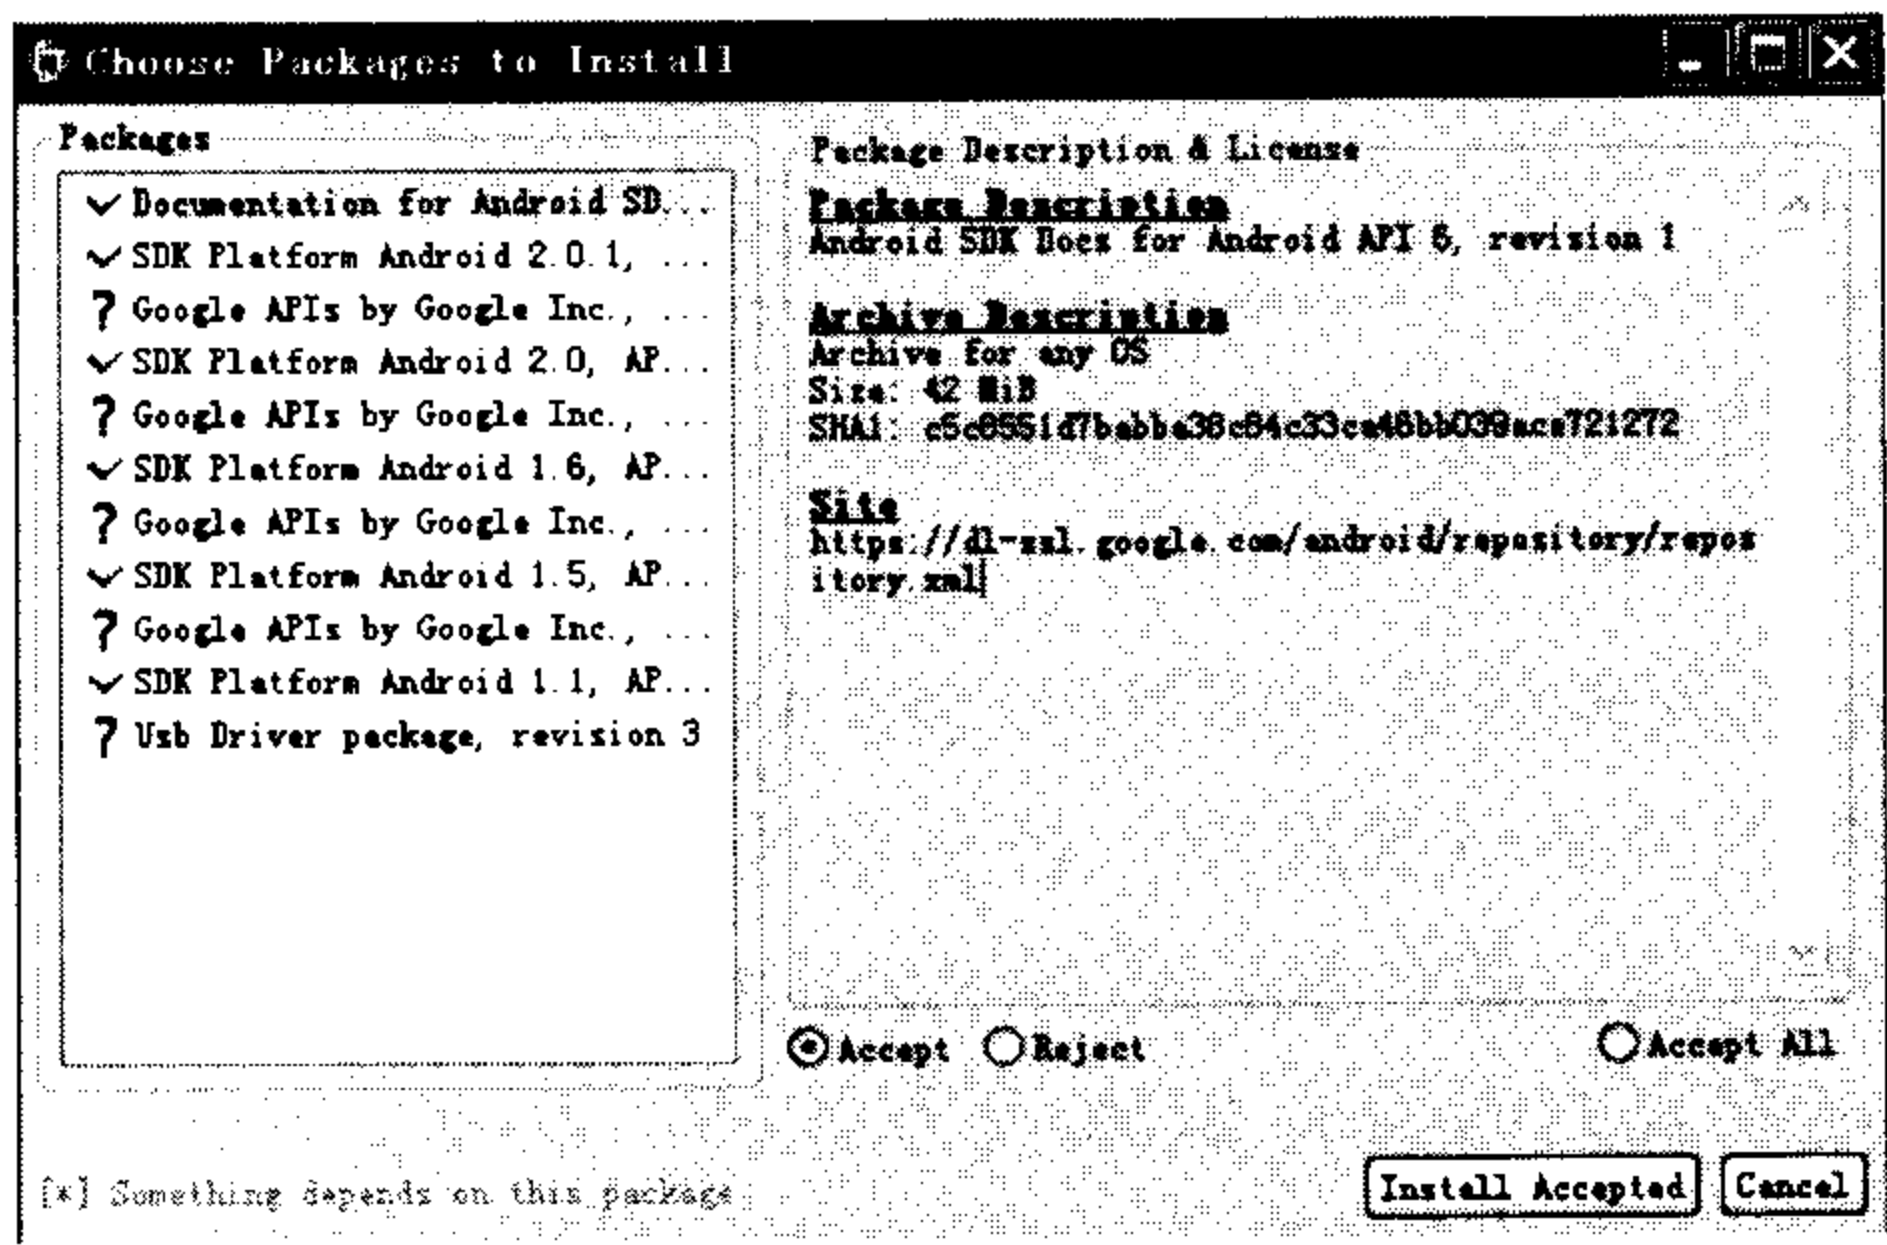 Choose Packages to Install
Packages
Documentation for Android SD...
SDK Platform Android 2.0.1, ...
? Google APIs by Google Inc., ...
SDK Platform Android 2.0, AP...
? Google APIs by Google Inc., ...
SDK Platform Android 1.6, AP...
? Google APIs by Google Inc., ...
SDK Platform Android 1.5, AP...
? Google APIs by Google Inc., ...
SDK Platform Android 1.1, AP...
? Usb Driver package, revision 3
Package Description & License
Package Description
Android SDK Docs for Android API 6, revision 1
Archive Description
Archive for any OS
Size: 42 MiB
SHA1:
Site
https://dl-ssl.google.com/android/repository/repos
itory.xml
Accept Reject Accept All
[*] Something depends on this package
Install Accepted Cancel